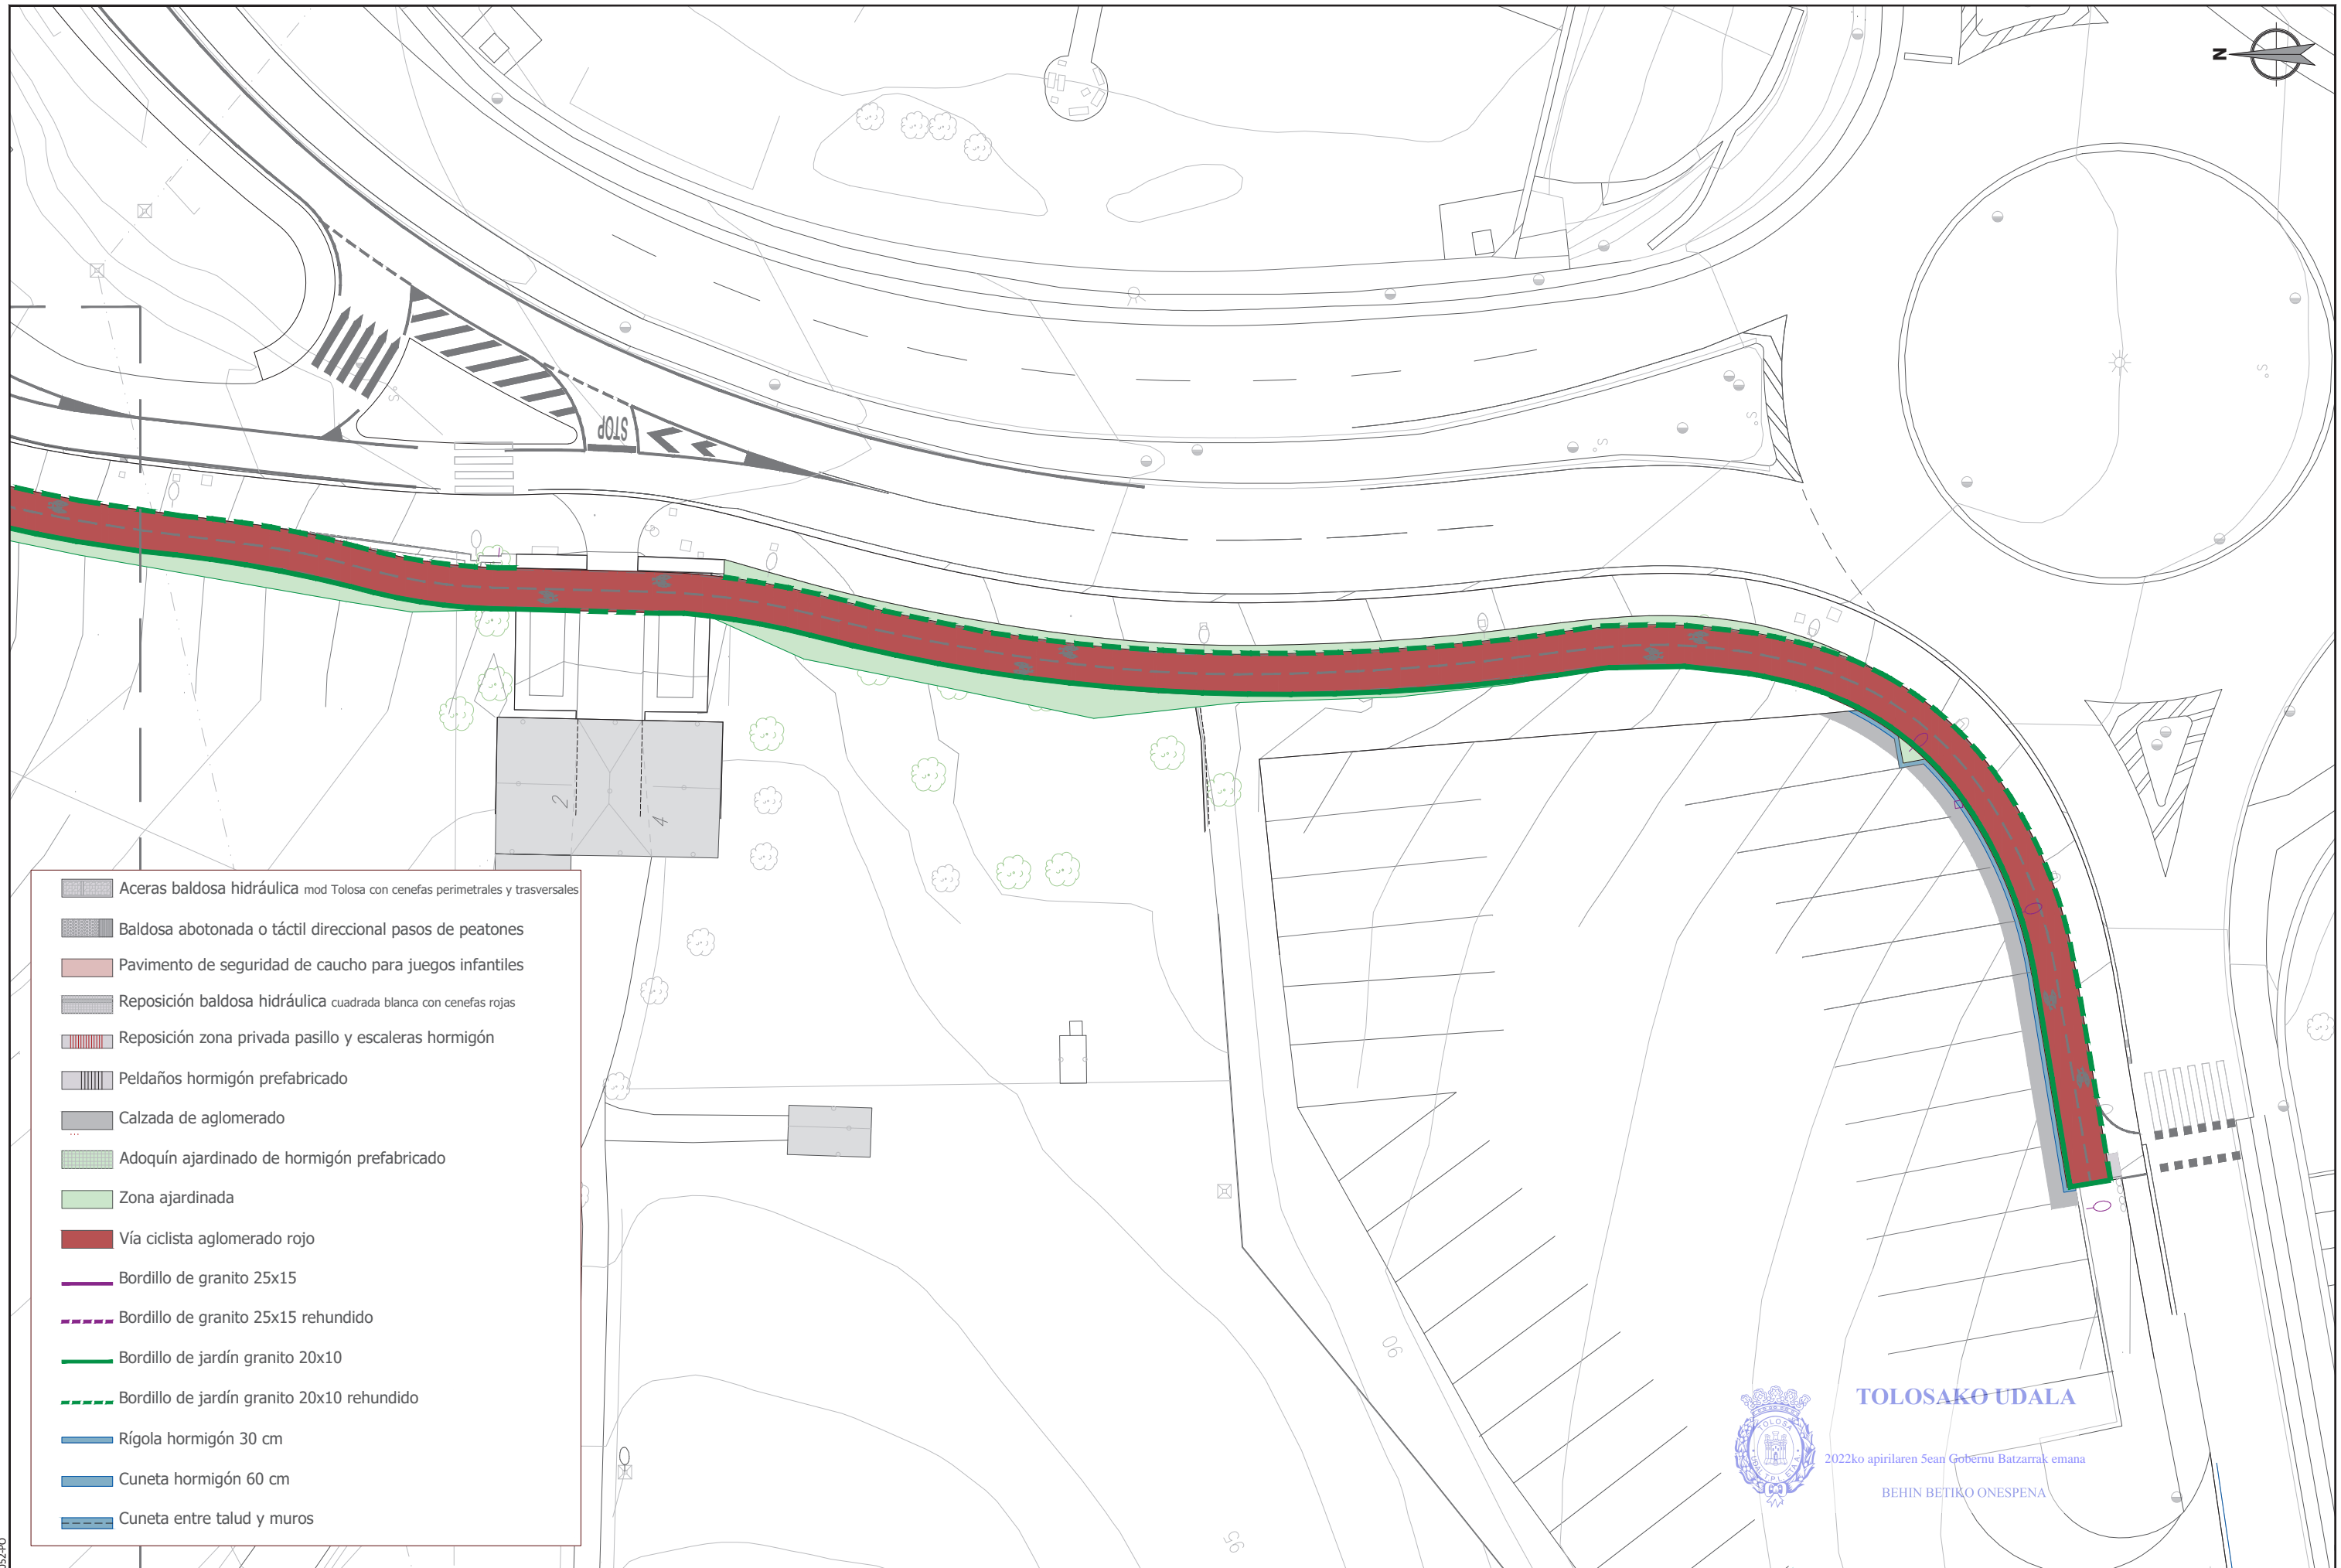 N
STOP
2
4
Aceras baldosa hidráulica mod Tolosa con cenefas perimetrales y trasversales
Baldosa abotonada o táctil direccional pasos de peatones
Pavimento de seguridad de caucho para juegos infantiles
Reposición baldosa hidráulica cuadrada blanca con cenefas rojas
Reposición zona privada pasillo y escaleras hormigón
Peldaños hormigón prefabricado
Calzada de aglomerado
Adoquín ajardinado de hormigón prefabricado
Zona ajardinada
Vía ciclista aglomerado rojo
Bordillo de granito 25x15
Bordillo de granito 25x15 rehundido
Bordillo de jardín granito 20x10
Bordillo de jardín granito 20x10 rehundido
Rígola hormigón 30 cm
Cuneta hormigón 60 cm
Cuneta entre talud y muros
90
95
TOLOSAKO UDALA
2022ko apirilaren 5ean Gobernu Batzarrak emana
BEHIN BETIKO ONESPENA